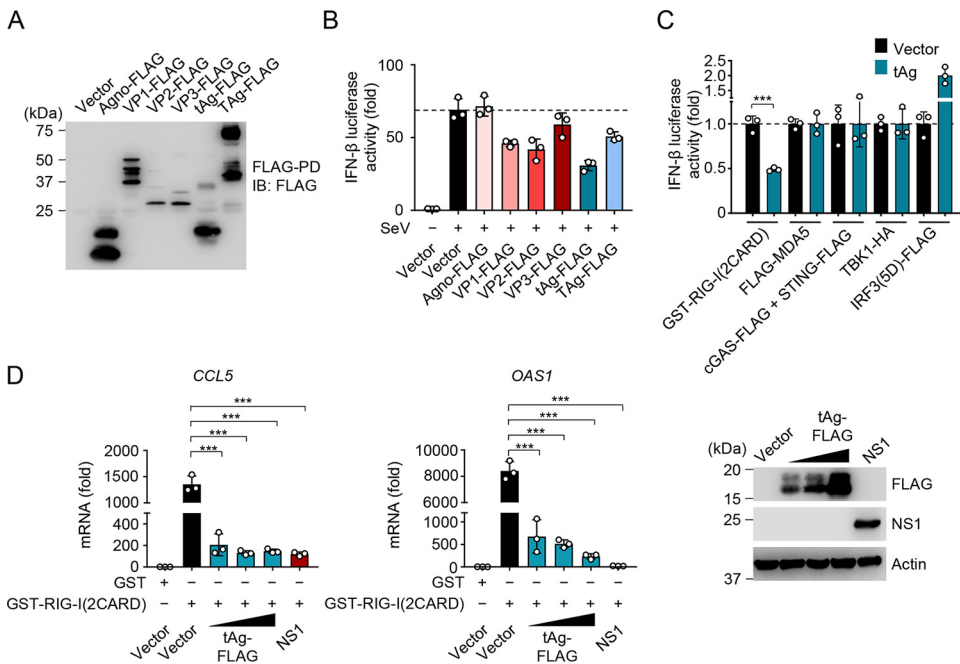 A
Vector
Agno-FLAG
VP1-FLAG
VP2-FLAG
VP3-FLAG
tAg-FLAG
TAg-FLAG
(kDa)
75
50
37
25
FLAG-PD
IB: FLAG
B
IFN-β luciferase
activity (fold)
100
50
0
SeV − + + + + + + +
Vector
Vector
Agno-FLAG
VP1-FLAG
VP2-FLAG
VP3-FLAG
tAg-FLAG
TAg-FLAG
C
Vector
tAg
IFN-β luciferase
activity (fold)
2.5
2.0
1.5
1.0
0.5
0
***
GST-RIG-I(2CARD)
FLAG-MDA5
cGAS-FLAG + STING-FLAG
TBK1-HA
IRF3(5D)-FLAG
D
CCL5
mRNA (fold)
2000
1500
1000
400
200
0
***
***
***
***
GST + − − − − −
GST-RIG-I(2CARD) − + + + + +
Vector
Vector
tAg-
FLAG
NS1
OAS1
mRNA (fold)
10000
8000
6000
1000
500
0
***
***
***
***
GST + − − − − −
− + + + + +
Vector
Vector
tAg-
FLAG
NS1
(kDa)
Vector
tAg-
FLAG
NS1
20
15
FLAG
25
NS1
Actin
37